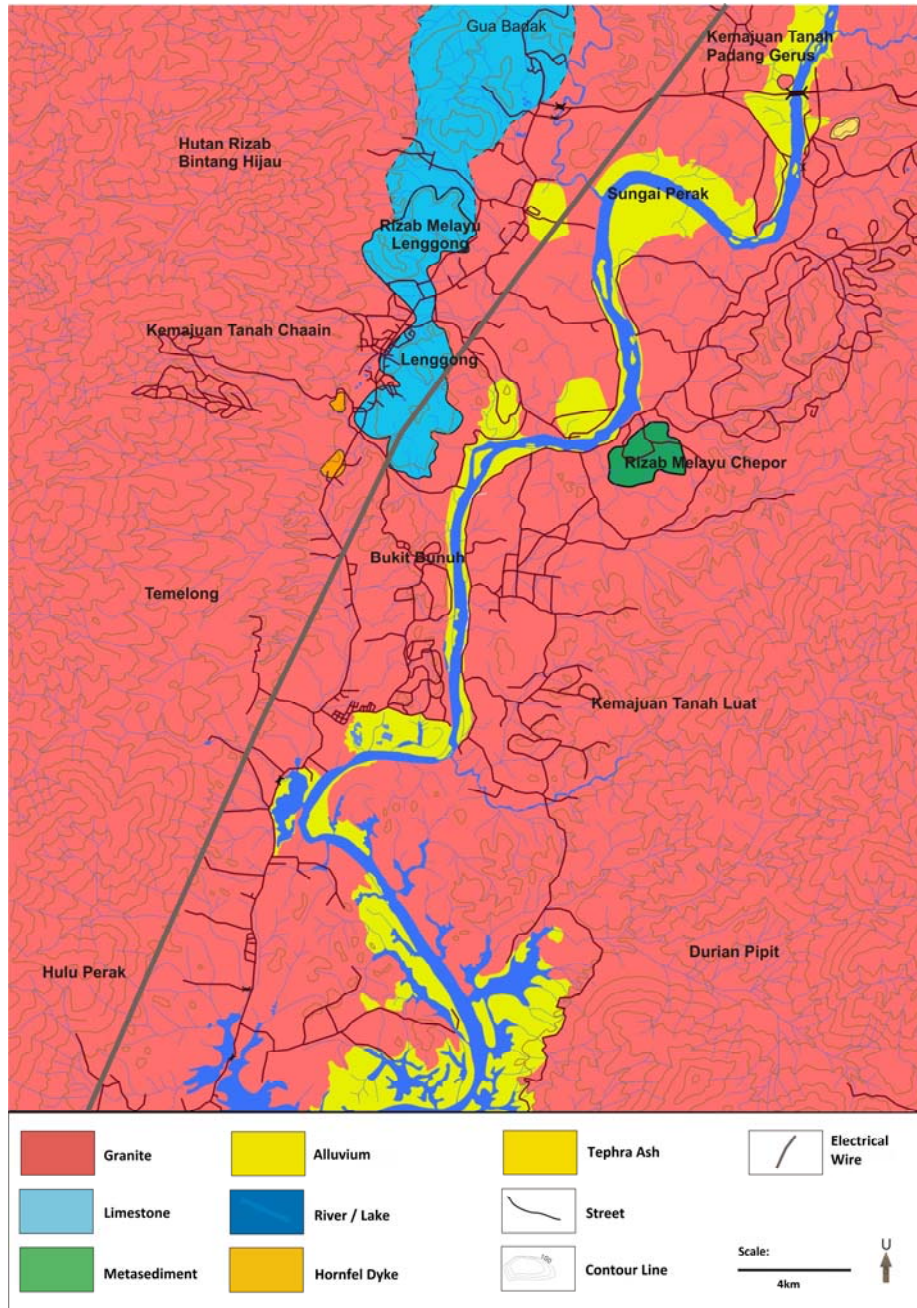 Gua Badak
Kemajuan Tanah
Padang Gerus
Hutan Rizab
Bintang Hijau
Sungai Perak
Rizab Melayu
Lenggong
Kemajuan Tanah Chaain
Lenggong
Rizab Melayu Chepor
Bukit Bunuh
Temelong
Kemajuan Tanah Luat
Durian Pipit
Hulu Perak
Granite
Alluvium
Tephra Ash
Electrical
Wire
Limestone
River / Lake
Street
Metasediment
Hornfel Dyke
100
Contour Line
Scale:
4km
U